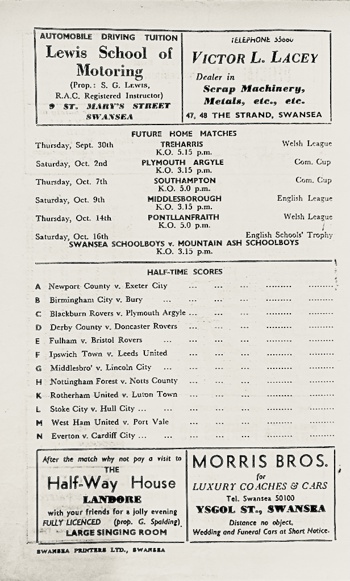 AUTOMOBILE DRIVING TUITION
Lewis School of
Motoring
(Prop.: S. G. Lewis,
R.A.C. Registered Instructor)
9 ST. MARY'S STREET
SWANSEA
TELEPHONE 55660
VICTOR L. LACEY
Dealer in
Scrap Machinery,
Metals, etc., etc.
47, 48 THE STRAND, SWANSEA
FUTURE HOME MATCHES
Thursday, Sept. 30th TREHARRIS Welsh League
K.O. 5.15 p.m.
Saturday, Oct. 2nd PLYMOUTH ARGYLE Com. Cup
K.O. 3.15 p.m.
Thursday, Oct. 7th SOUTHAMPTON Com. Cup
K.O. 5.0 p.m.
Saturday, Oct. 9th MIDDLESBOROUGH English League
K.O. 3.15 p.m.
Thursday, Oct. 14th PONTLLANFRAITH Welsh League
K.O. 5.0 p.m.
Saturday, Oct. 16th English Schools' Trophy
SWANSEA SCHOOLBOYS v. MOUNTAIN ASH SCHOOLBOYS
K.O. 3.15 p.m.
HALF-TIME SCORES
A Newport County v. Exeter City ... ... ... ......... .........
B Birmingham City v. Bury ... ... ... ... ......... .........
C Blackburn Rovers v. Plymouth Argyle ... ... ... ......... .........
D Derby County v. Doncaster Rovers ... ... ... ......... .........
E Fulham v. Bristol Rovers ... ... ... ... ......... .........
F Ipswich Town v. Leeds United ... ... ... ......... .........
G Middlesbro' v. Lincoln City ... ... ... ... ......... .........
H Nottingham Forest v. Notts County ... ... ... ......... .........
K Rotherham United v. Luton Town ... ... ... ......... .........
L Stoke City v. Hull City ... ... ... ... ... ......... .........
M West Ham United v. Port Vale ... ... ... ......... .........
N Everton v. Cardiff City ... ... ... ... ... ......... .........
After the match why not pay a visit to
THE
Half-Way House
LANDORE
with your friends for a jolly evening
FULLY LICENCED (prop. G. Spalding)
LARGE SINGING ROOM
MORRIS BROS.
for
LUXURY COACHES & CARS
Tel. Swansea 50100
YSGOL ST., SWANSEA
Distance no object,
Wedding and Funeral Cars at Short Notice.
SWANSEA PRINTERS LTD., SWANSEA